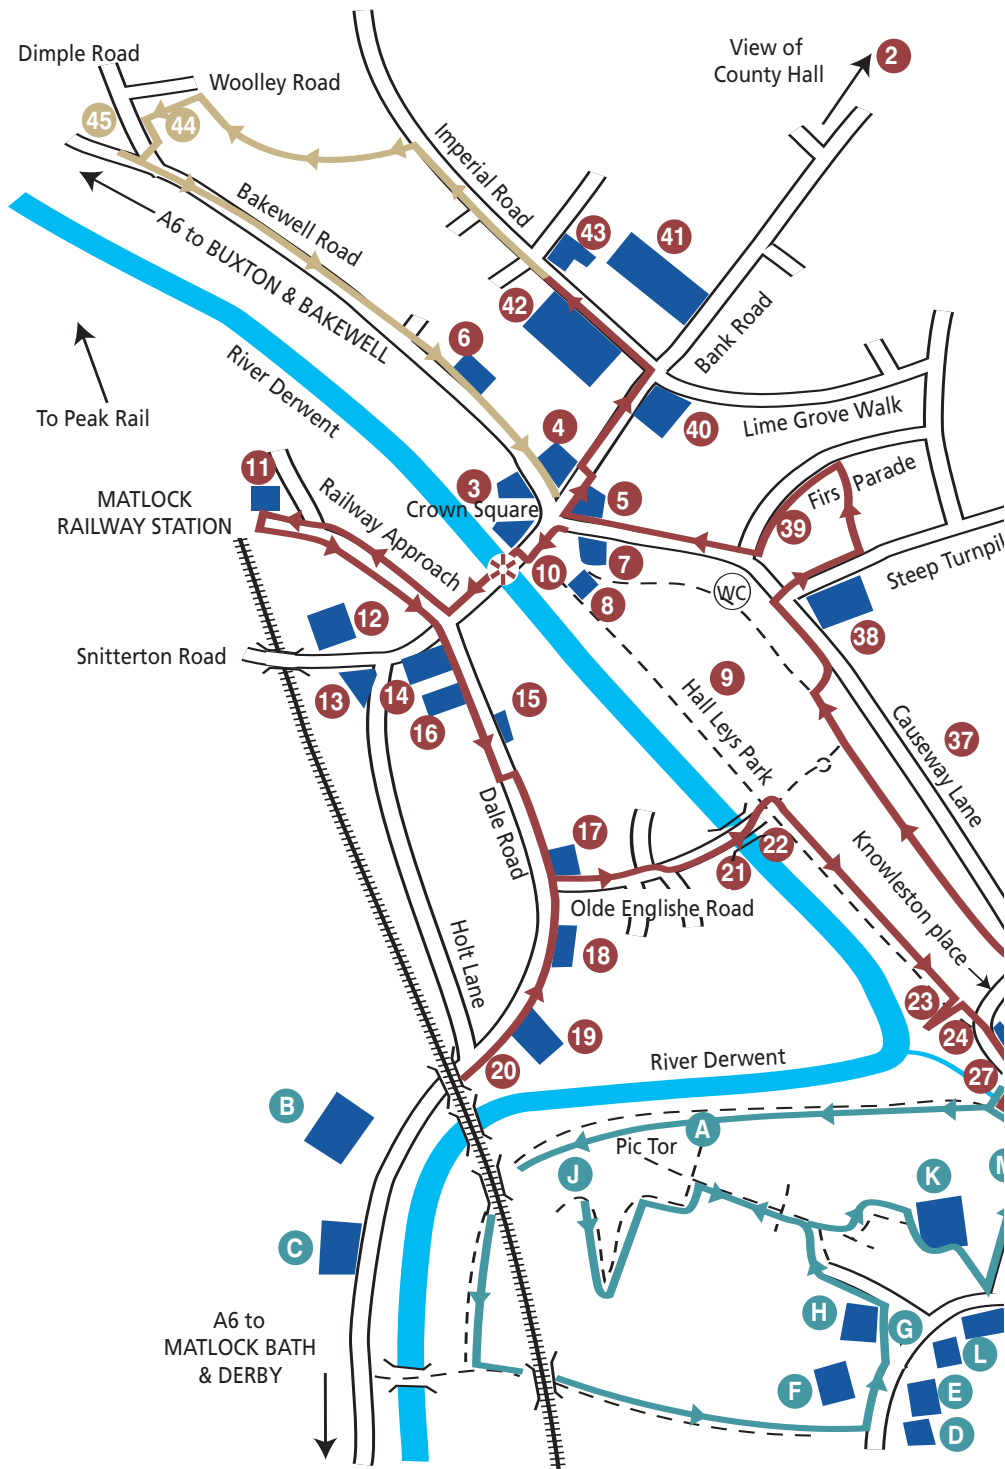 Dimple Road
Woolley Road
View of
County Hall
2
45
44
Imperial Road
Bakewell Road
A6 to BUXTON & BAKEWELL
43
41
42
Bank Road
6
River Derwent
To Peak Rail
4
40
Lime Grove Walk
11
MATLOCK
RAILWAY STATION
Railway Approach
3
Crown Square
5
39
Firs Parade
Steep Turnpi
10
7
8
WC
12
38
Snitterton Road
13
14
16
15
9
Hall Leys Park
Causeway Lane
37
Dale Road
17
21
22
Knowleston place
Olde Englishe Road
Holt Lane
18
23
24
19
20
River Derwent
27
B
A
Pic Tor
J
K
M
C
H
G
L
A6 to
MATLOCK BATH
& DERBY
F
E
D